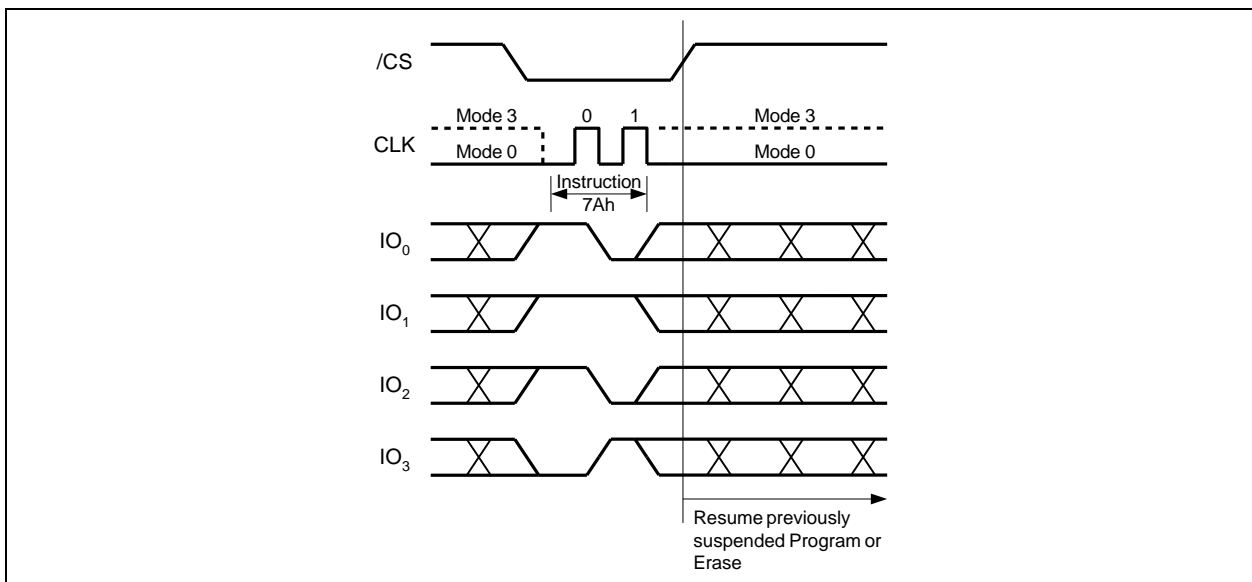 /CS
Mode 3 0 1 Mode 3
CLK
Mode 0 Mode 0
Instruction
7Ah
IO0
IO1
IO2
IO3
Resume previously
suspended Program or
Erase